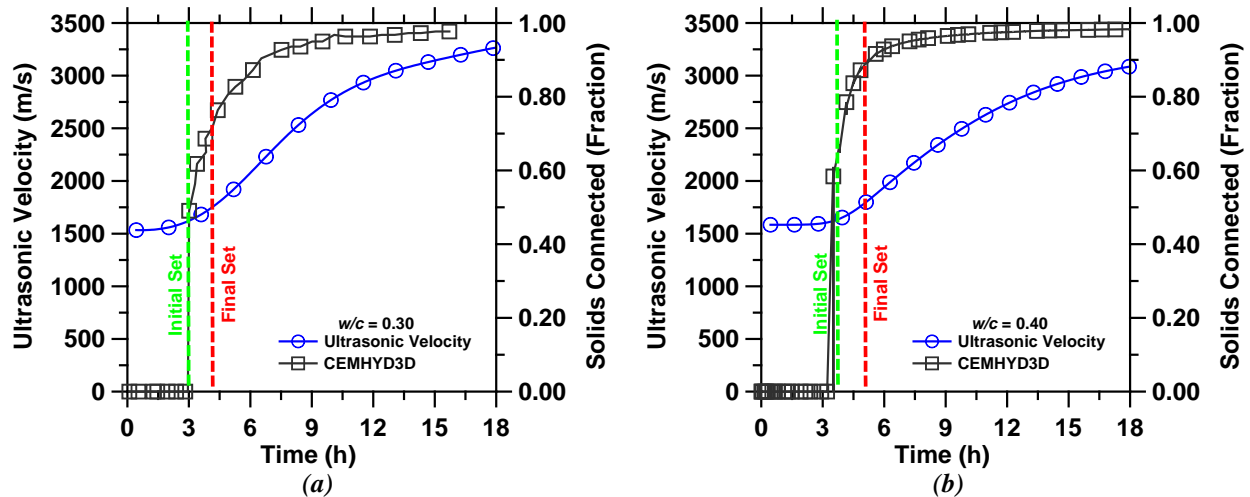 3500
3000
2500
2000
1500
1000
500
0
Ultrasonic Velocity (m/s)
1.00
0.80
0.60
0.40
0.20
0.00
Solids Connected (Fraction)
Initial Set
Final Set
w/c = 0.30
Ultrasonic Velocity
CEMHYD3D
0 3 6 9 12 15 18
Time (h)
(a)
3500
3000
2500
2000
1500
1000
500
0
Ultrasonic Velocity (m/s)
1.00
0.80
0.60
0.40
0.20
0.00
Solids Connected (Fraction)
Initial Set
Final Set
w/c = 0.40
Ultrasonic Velocity
CEMHYD3D
0 3 6 9 12 15 18
Time (h)
(b)